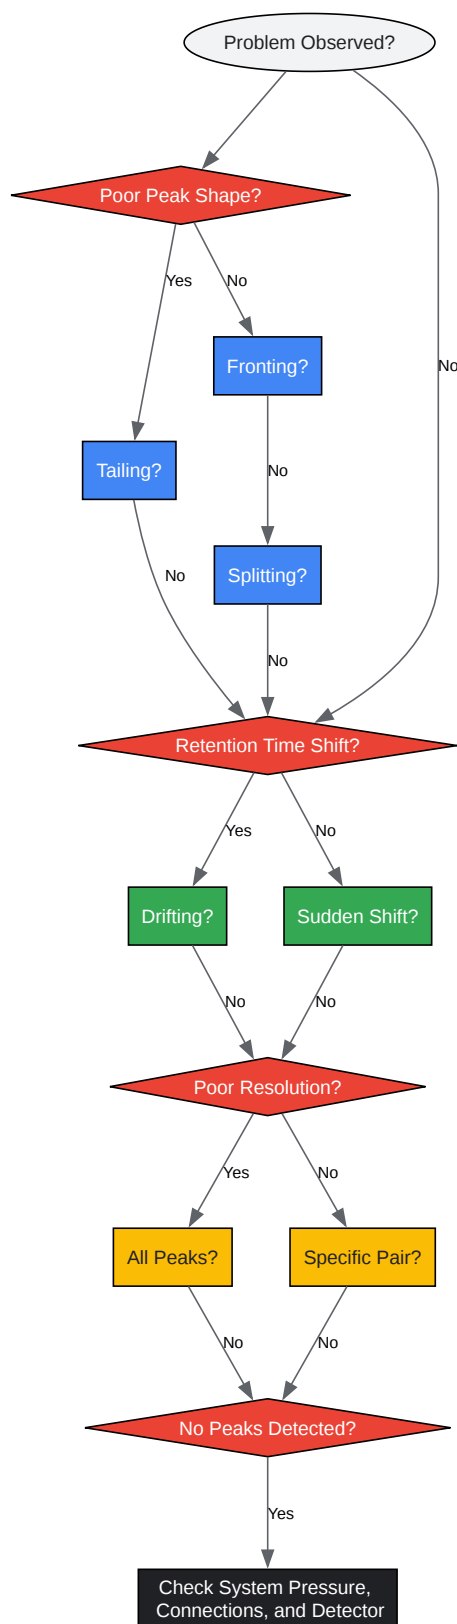 Problem Observed?
Poor Peak Shape?
Yes
No
Fronting?
No
Tailing?
No
Splitting?
No
No
Retention Time Shift?
Yes
No
Drifting?
Sudden Shift?
No
No
Poor Resolution?
Yes
No
All Peaks?
Specific Pair?
No
No
No Peaks Detected?
Yes
Check System Pressure,
Connections, and Detector